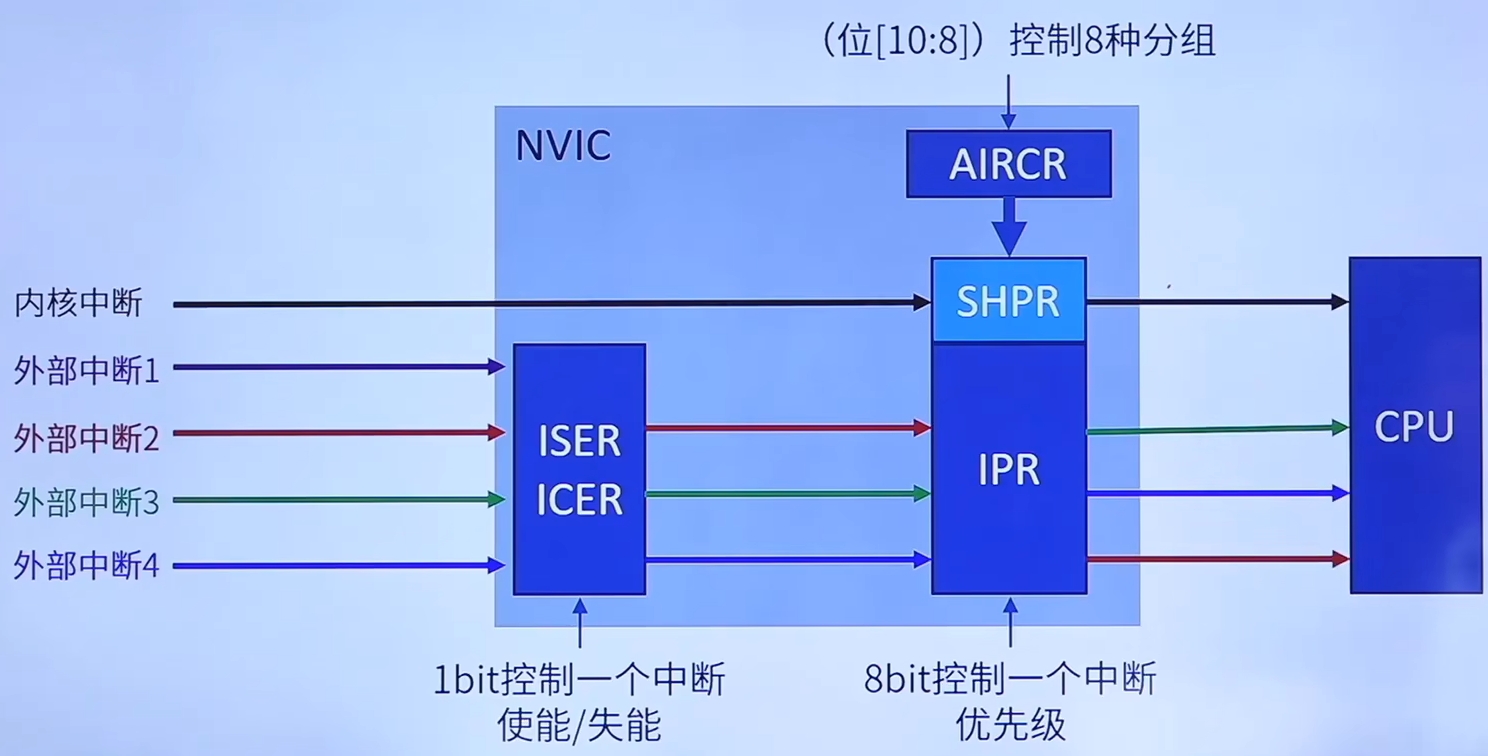 （位[10:8]）控制8种分组
NVIC
AIRCR
内核中断
SHPR
外部中断1
外部中断2
ISER
CPU
IPR
外部中断3
ICER
外部中断4
1bit控制一个中断
使能/失能
8bit控制一个中断
优先级